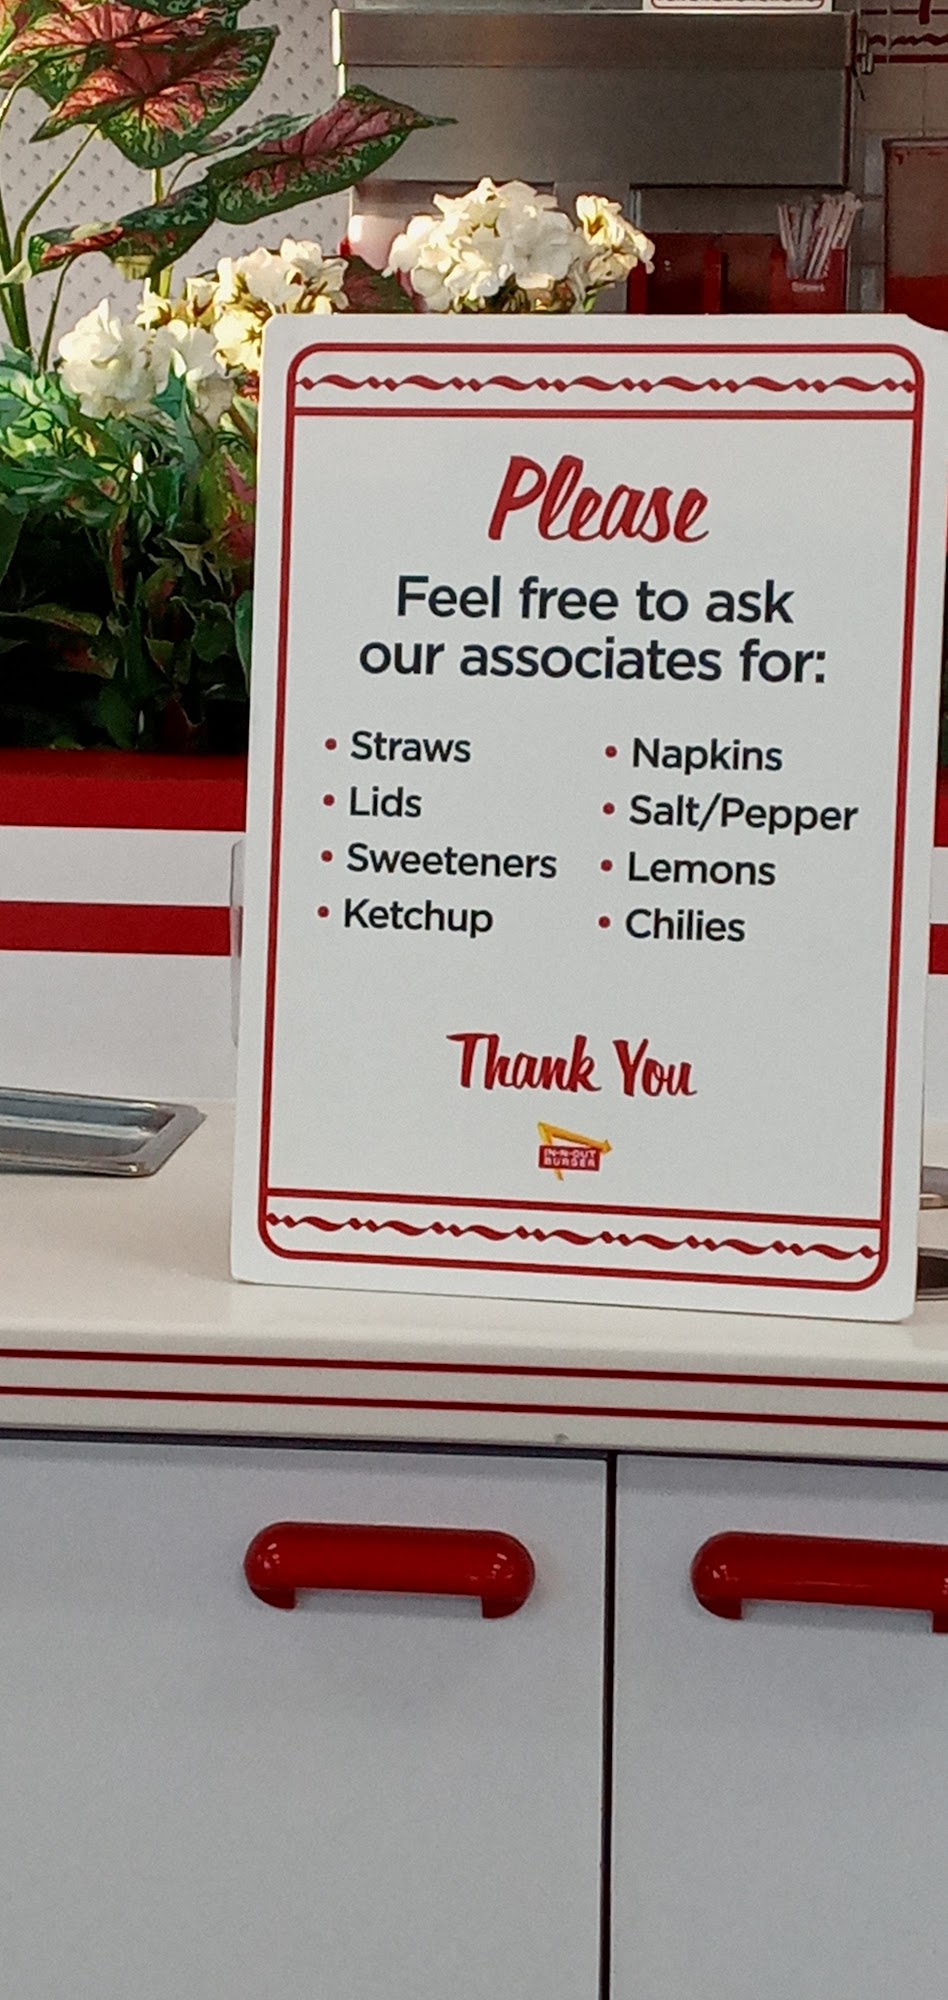 Please
Feel free to ask
our associates for:
• Straws
• Lids
• Sweeteners
• Ketchup
• Napkins
• Salt/Pepper
• Lemons
• Chilies
Thank You
IN-N-OUT
BURGER
Straws